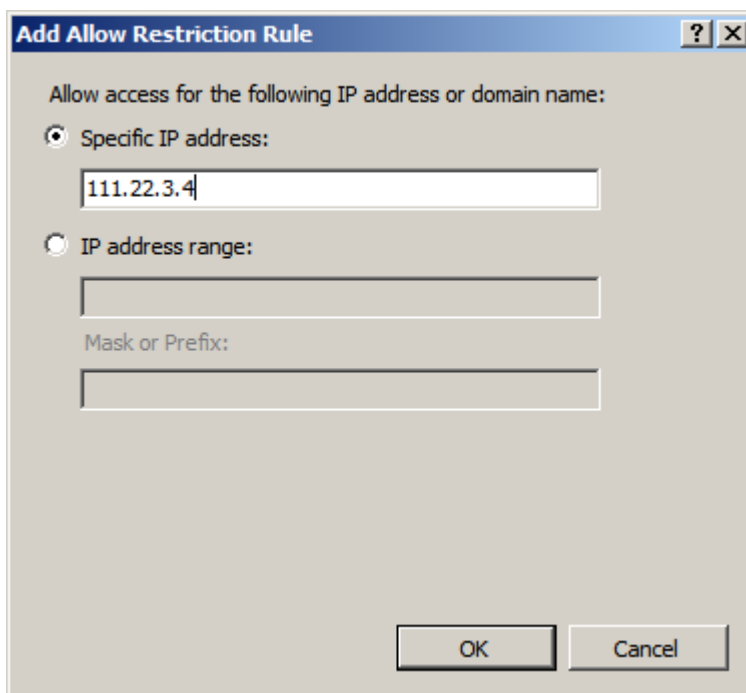 Add Allow Restriction Rule
Allow access for the following IP address or domain name:
Specific IP address:
111.22.3.4
IP address range:
Mask or Prefix:
OK Cancel